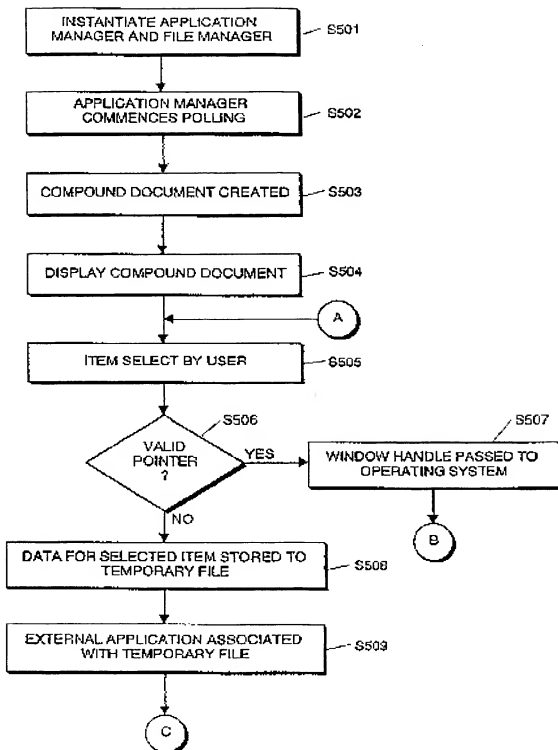 INSTANTIATE APPLICATION
MANAGER AND FILE MANAGER
S501
APPLICATION MANAGER
COMMENCES POLLING
S502
COMPOUND DOCUMENT CREATED
S503
DISPLAY COMPOUND DOCUMENT
S504
A
ITEM SELECT BY USER
S505
S506
VALID
POINTER
?
YES
NO
S507
WINDOW HANDLE PASSED TO
OPERATING SYSTEM
B
DATA FOR SELECTED ITEM STORED TO
TEMPORARY FILE
S508
EXTERNAL APPLICATION ASSOCIATED
WITH TEMPORARY FILE
S509
C